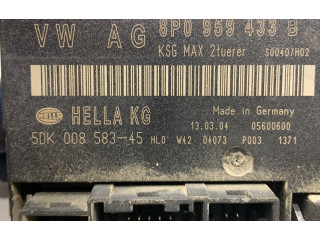 VW AG 8P0 959 433 B
KSG MAX 2tuerer S0040/H02
HELLA HELLA KG Made in Germany
13.03.04 05600600
5DK 008 583-45 HLO W42 04073 P003 1371